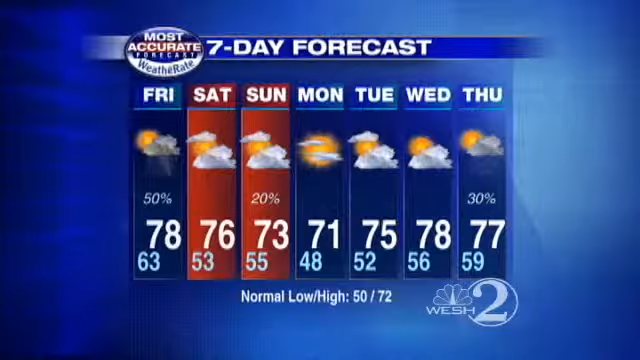 MOST
ACCURATE
FORECAST
WeatheRate
7-DAY FORECAST
FRI SAT SUN MON TUE WED THU
50% 20% 30%
78 76 73 71 75 78 77
63 53 55 48 52 56 59
Normal Low/High: 50 / 72
WESH 2